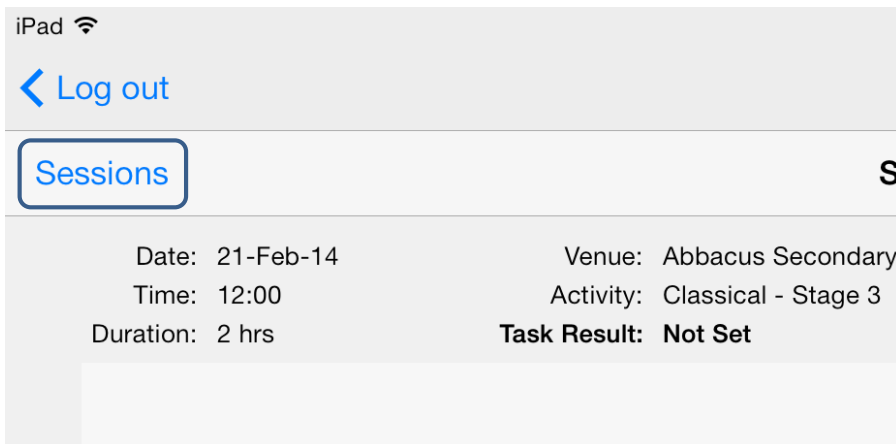 iPad
Log out
Sessions
Date: 21-Feb-14 Venue: Abbacus Secondary
Time: 12:00 Activity: Classical - Stage 3
Duration: 2 hrs Task Result: Not Set